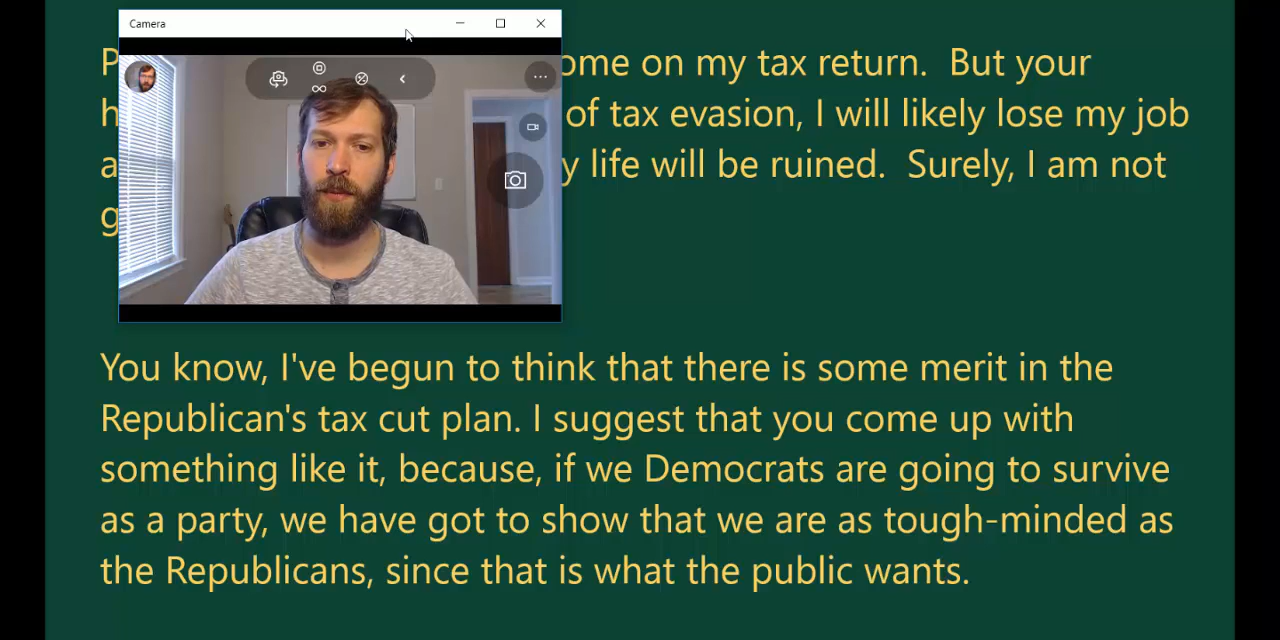 Camera
P
ome on my tax return. But your
h
of tax evasion, I will likely lose my job
a
y life will be ruined. Surely, I am not
g
You know, I've begun to think that there is some merit in the
Republican's tax cut plan. I suggest that you come up with
something like it, because, if we Democrats are going to survive
as a party, we have got to show that we are as tough-minded as
the Republicans, since that is what the public wants.